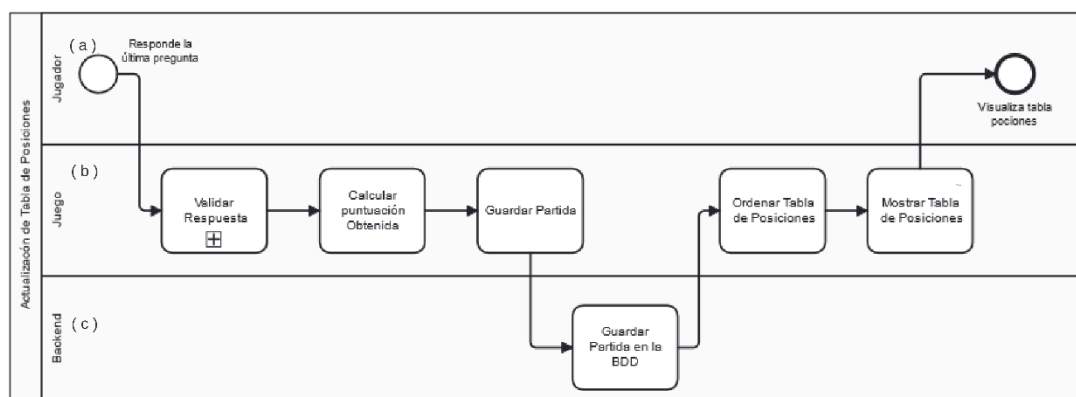 Actualización de Tabla de Posiciones
Jugador
( a )
Responde la
última pregunta
Visualiza tabla
pociones
Juego
( b )
Validar
Respuesta
Calcular
puntuación
Obtenida
Guardar Partida
Ordenar Tabla
de Posiciones
Mostrar Tabla
de Posiciones
Backend
( c )
Guardar
Partida en la
BDD